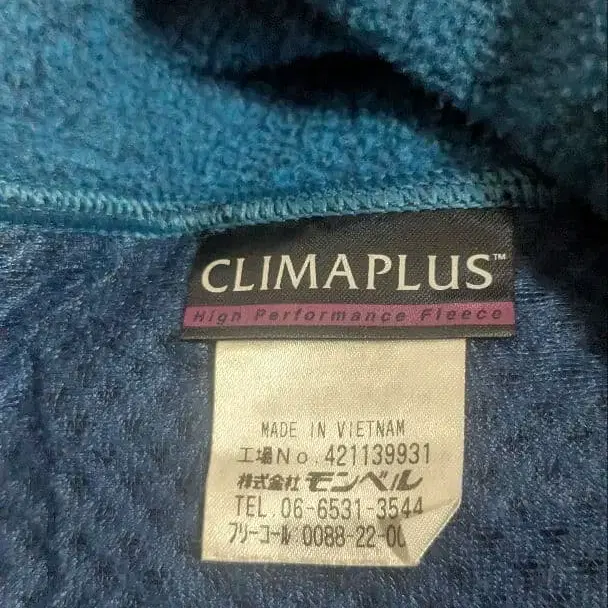 CLIMAPLUS™
High Performance Fleece
MADE IN VIETNAM
工場No.421139931
株式会社 モンベル
TEL.06-6531-3544
フリーコール 0088-22-00